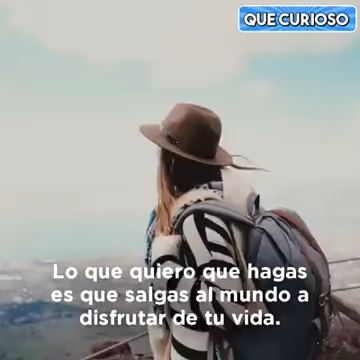 QUE CURIOSO
Lo que quiero que hagas
es que salgas al mundo a
disfrutar de tu vida.